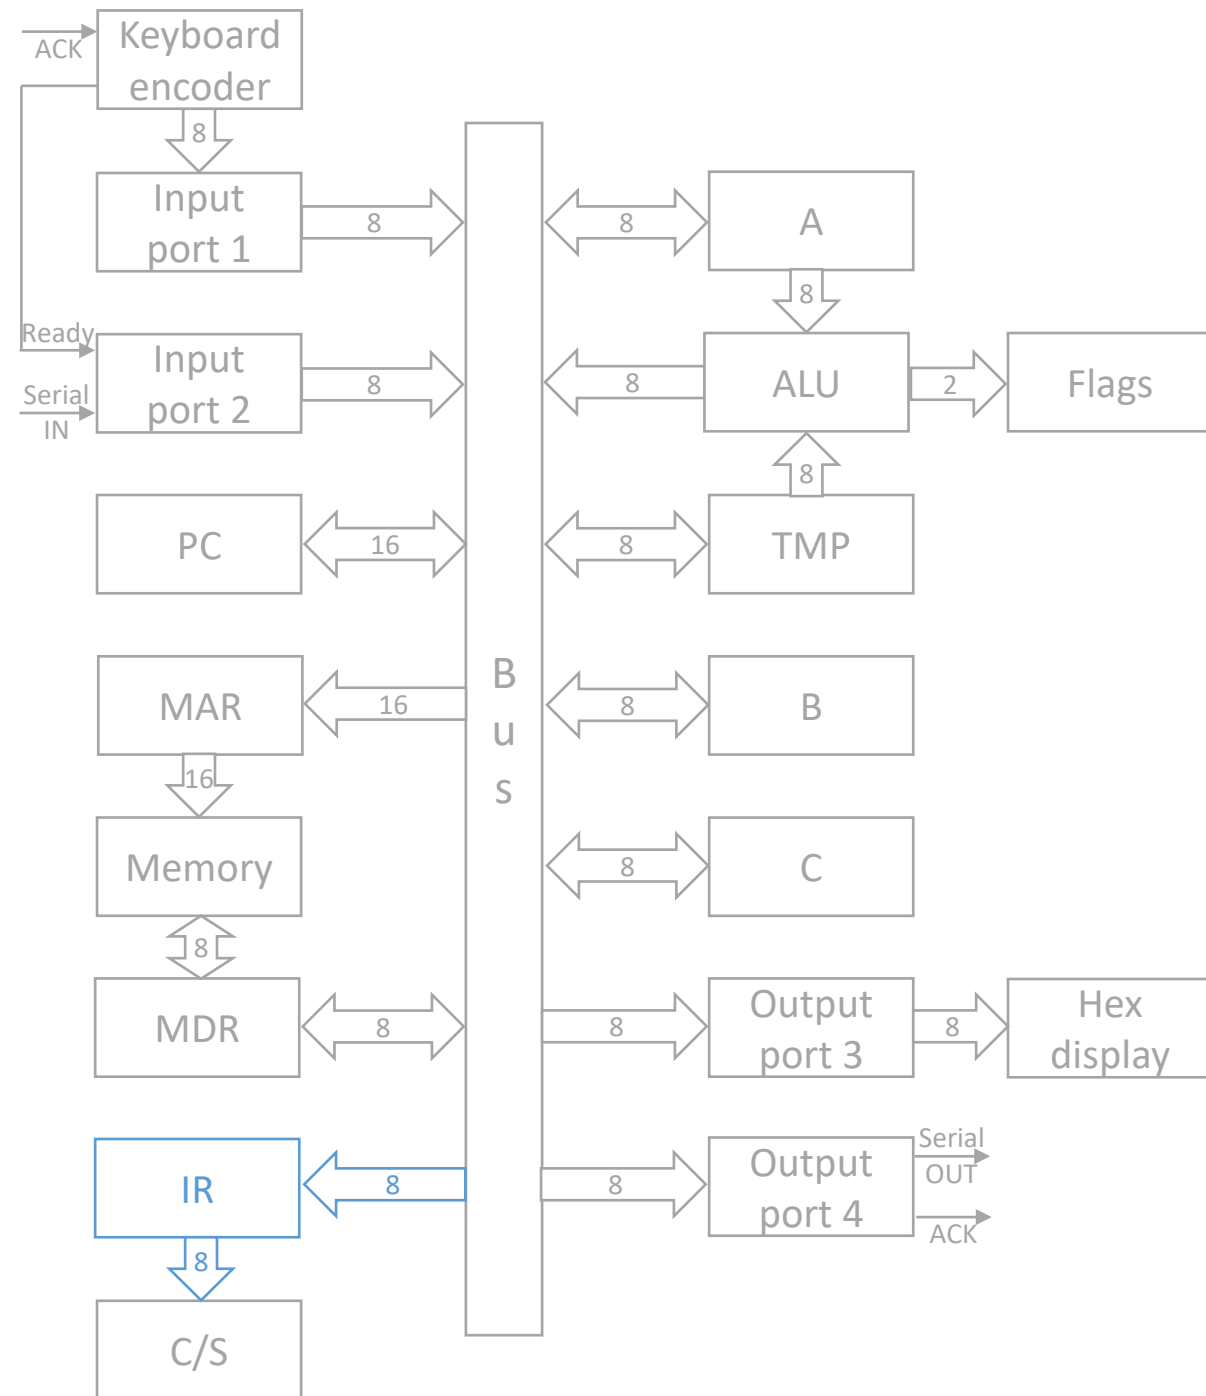 ACK
Keyboard
encoder
8
Input
port 1
8
8
A
8
Ready
Serial
IN
Input
port 2
8
8
ALU
2
Flags
8
PC
16
8
TMP
MAR
16
B
u
s
8
B
16
Memory
8
C
8
MDR
8
8
Output
port 3
8
Hex
display
IR
8
8
Output
port 4
Serial
OUT
ACK
8
C/S